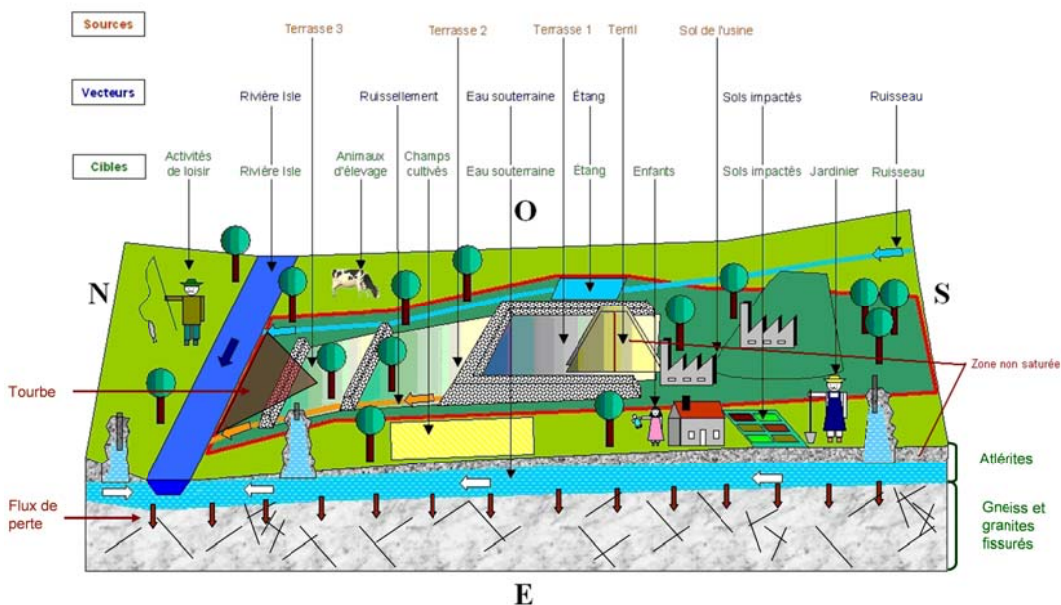 Sources
Terrasse 3
Terrasse 2
Terrasse 1
Terril
Sol de l'usine
Vecteurs
Rivière Isle
Ruissellement
Eau souterraine
Étang
Sols impactés
Ruisseau
Cibles
Activités
de loisir
Rivière Isle
Animaux
d'élevage
Champs
cultivés
Eau souterraine
Étang
Enfants
Sols impactés
Jardinier
Ruisseau
O
N
S
Zone non saturée
Tourbe
Atlérites
Flux de
perte
Gneiss et
granites
fissurés
E